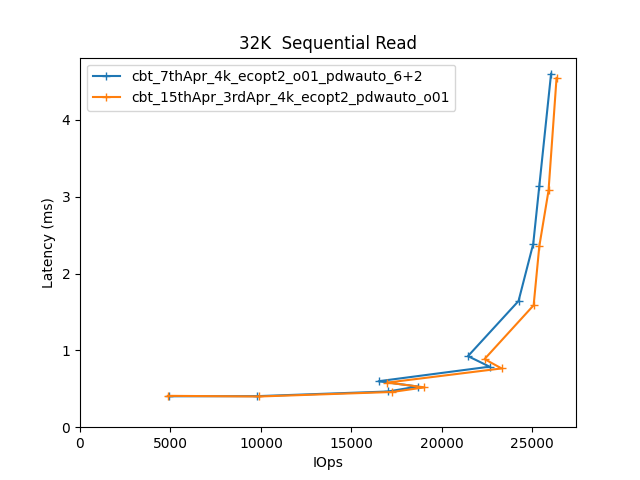 32K  Sequential Read
cbt_7thApr_4k_ecopt2_o01_pdwauto_6+2
cbt_15thApr_3rdApr_4k_ecopt2_pdwauto_o01
Latency (ms)
4
3
2
1
0
0 5000 10000 15000 20000 25000
IOps